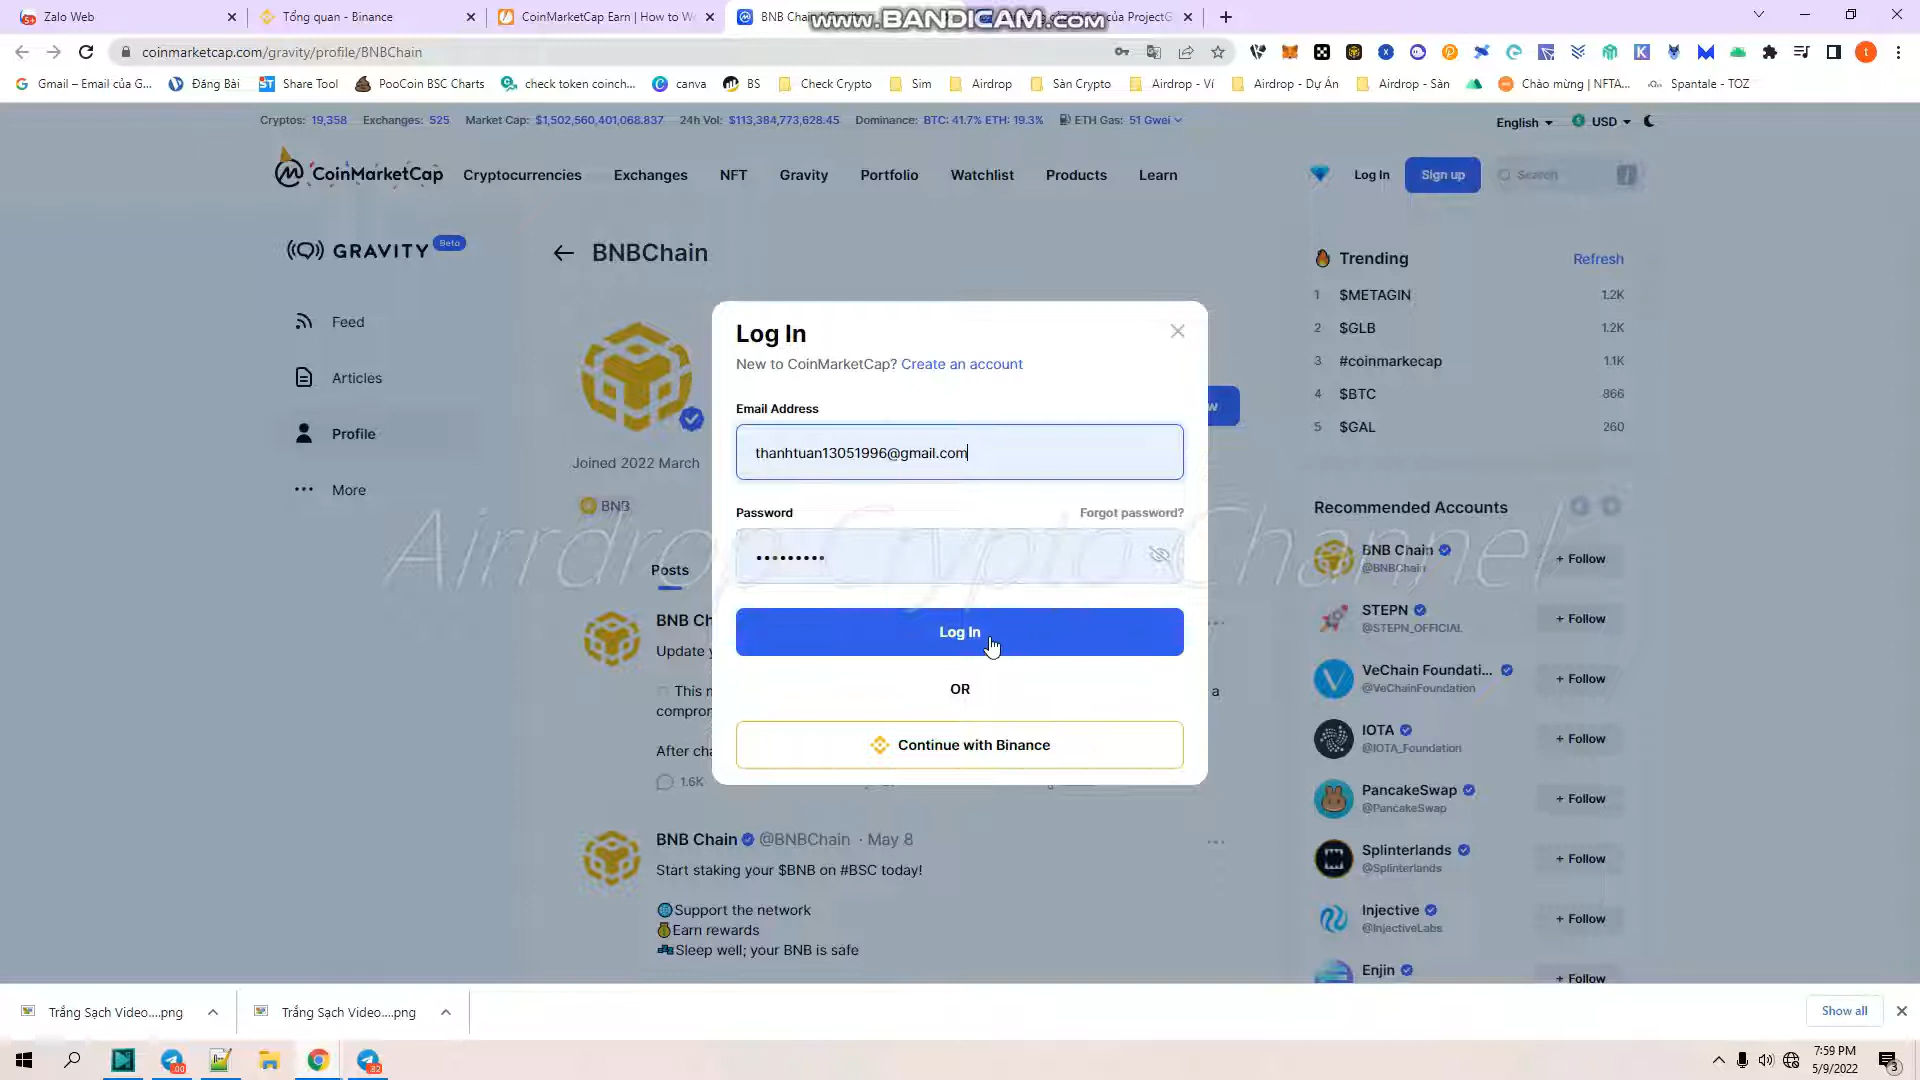 Zalo Web
Tổng quan - Binance
CoinMarketCap Earn | How to W
BNB Chain
www.BANDICAM.com
của ProjectG
coinmarketcap.com/gravity/profile/BNBChain
Gmail – Email của G...
Đăng Bài
Share Tool
PooCoin BSC Charts
check token coinch...
canva
BS
Check Crypto
Sim
Airdrop
Sàn Crypto
Airdrop - Ví
Airdrop - Dự Án
Airdrop - Sàn
Chào mừng | NFTA...
Spantale - TOZ
Cryptos: 19,358
Exchanges: 525
Market Cap: $1,502,560,401,068.837
24h Vol: $113,384,773,628.45
Dominance: BTC: 41.7% ETH: 19.3%
ETH Gas: 51 Gwei
English
USD
CoinMarketCap
Cryptocurrencies
Exchanges
NFT
Gravity
Portfolio
Watchlist
Products
Learn
Log In
Sign up
Search
/
GRAVITY
Beta
Feed
Articles
Profile
More
BNBChain
Joined 2022 March
BNB
w
Posts
Log In
New to CoinMarketCap? Create an account
Email Address
thanhtuan13051996@gmail.com
Password
Forgot password?
Log In
OR
Continue with Binance
Airrdrop Crypto Channel
BNB Ch
Update y
This n
a
compron
After cha
1.6K
BNB Chain @BNBChain · May 8
Start staking your $BNB on #BSC today!
Support the network
Earn rewards
Sleep well; your BNB is safe
Trending
Refresh
1 $METAGIN 1.2K
2 $GLB 1.2K
3 #coinmarkecap 1.1K
4 $BTC 866
5 $GAL 260
Recommended Accounts
BNB Chain
@BNBChain
+ Follow
STEPN
@STEPN_OFFICIAL
+ Follow
VeChain Foundati...
@VeChainFoundation
+ Follow
IOTA
@IOTA_Foundation
+ Follow
PancakeSwap
@PancakeSwap
+ Follow
Splinterlands
@Splinterlands
+ Follow
Injective
@InjectiveLabs
+ Follow
Enjin
+ Follow
Trắng Sạch Video....png
Trắng Sạch Video....png
Show all
7:59 PM
5/9/2022